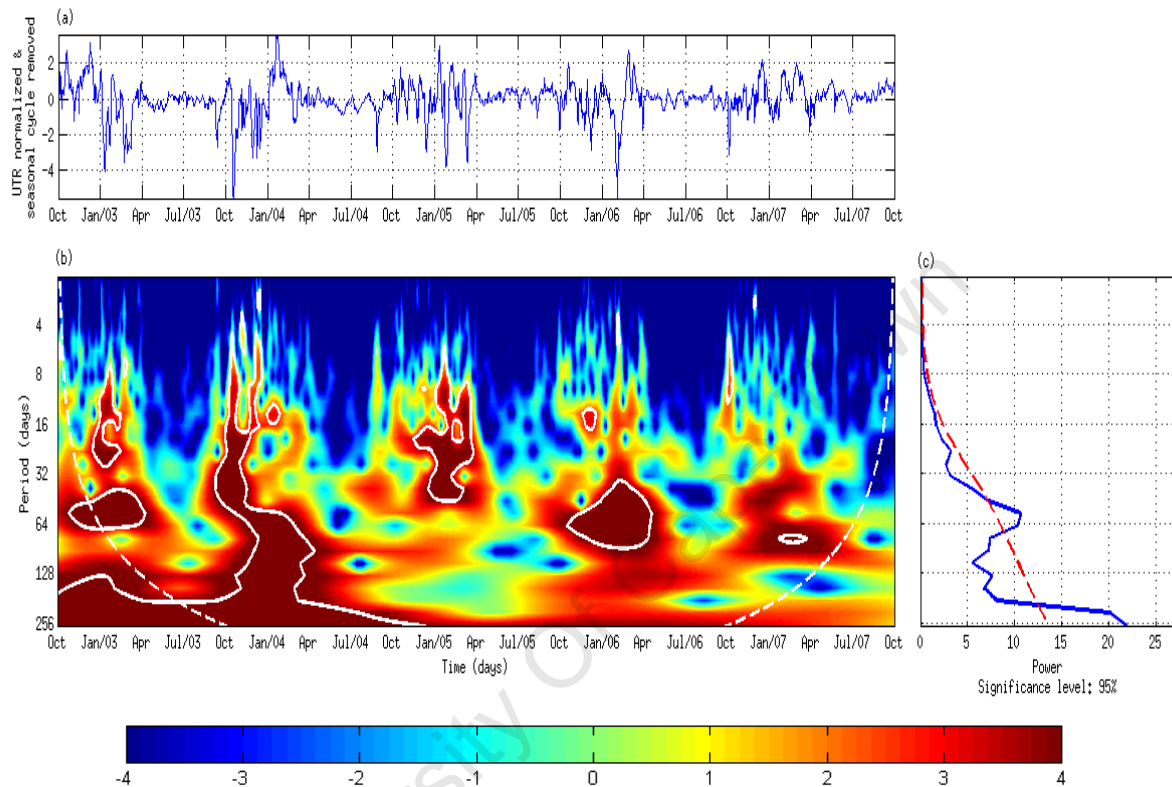 (a)
UTR normalized &
seasonal cycle removed
2
0
-2
-4
Oct Jan/03 Apr Jul/03 Oct Jan/04 Apr Jul/04 Oct Jan/05 Apr Jul/05 Oct Jan/06 Apr Jul/06 Oct Jan/07 Apr Jul/07 Oct
(b)
Period (days)
4
8
16
32
64
128
256
Oct Jan/03 Apr Jul/03 Oct Jan/04 Apr Jul/04 Oct Jan/05 Apr Jul/05 Oct Jan/06 Apr Jul/06 Oct Jan/07 Apr Jul/07 Oct
Time (days)
(c)
0 5 10 15 20 25
Power
Significance level: 95%
-4 -3 -2 -1 0 1 2 3 4